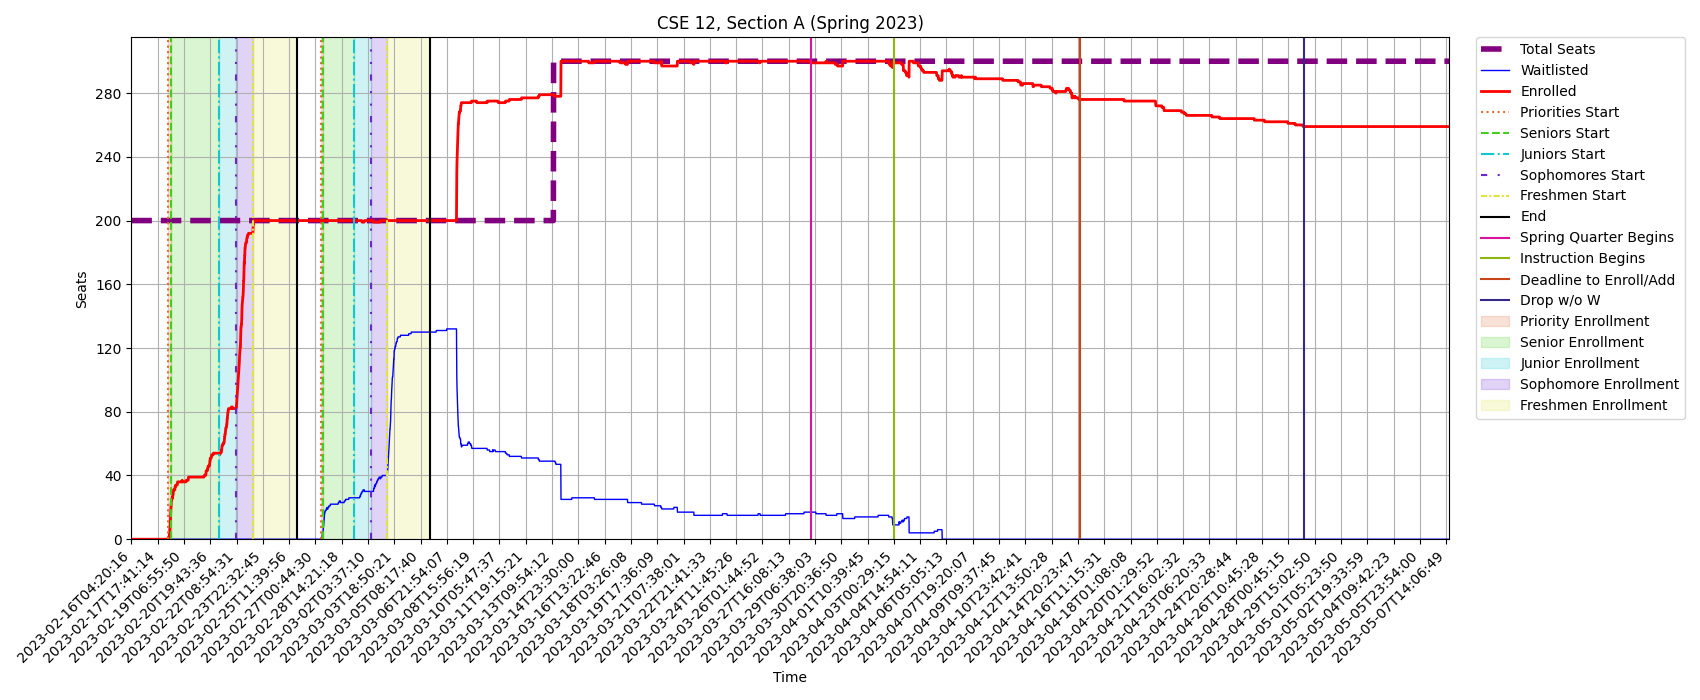 CSE 12, Section A (Spring 2023)
Seats
280
240
200
160
120
80
40
0
2023-02-16T04:20:16
2023-02-17T17:41:14
2023-02-19T06:55:50
2023-02-20T19:43:36
2023-02-22T08:54:31
2023-02-23T22:32:45
2023-02-25T11:39:56
2023-02-27T00:44:30
2023-02-28T14:21:18
2023-03-02T03:37:10
2023-03-03T18:50:21
2023-03-05T08:17:40
2023-03-06T21:54:07
2023-03-08T15:56:19
2023-03-10T05:47:37
2023-03-11T19:15:21
2023-03-13T09:54:12
2023-03-14T23:30:00
2023-03-16T13:22:46
2023-03-18T03:26:08
2023-03-19T17:36:09
2023-03-21T07:38:01
2023-03-22T21:41:33
2023-03-24T11:45:26
2023-03-26T01:44:52
2023-03-27T16:08:13
2023-03-29T06:38:03
2023-03-30T20:36:50
2023-04-01T10:39:45
2023-04-03T00:29:15
2023-04-04T14:54:11
2023-04-06T05:05:13
2023-04-07T19:20:07
2023-04-09T09:37:45
2023-04-10T23:42:41
2023-04-12T13:50:28
2023-04-14T04:23:47
2023-04-16T11:15:31
2023-04-18T01:08:08
2023-04-20T01:29:52
2023-04-21T16:02:32
2023-04-23T06:20:33
2023-04-24T20:28:44
2023-04-26T10:45:28
2023-04-28T00:45:15
2023-04-29T15:02:50
2023-05-01T05:23:50
2023-05-02T19:33:59
2023-05-04T09:42:23
2023-05-05T23:54:00
2023-05-07T14:06:49
Time
Total Seats
Waitlisted
Enrolled
Priorities Start
Seniors Start
Juniors Start
Sophomores Start
Freshmen Start
End
Spring Quarter Begins
Instruction Begins
Deadline to Enroll/Add
Drop w/o W
Priority Enrollment
Senior Enrollment
Junior Enrollment
Sophomore Enrollment
Freshmen Enrollment